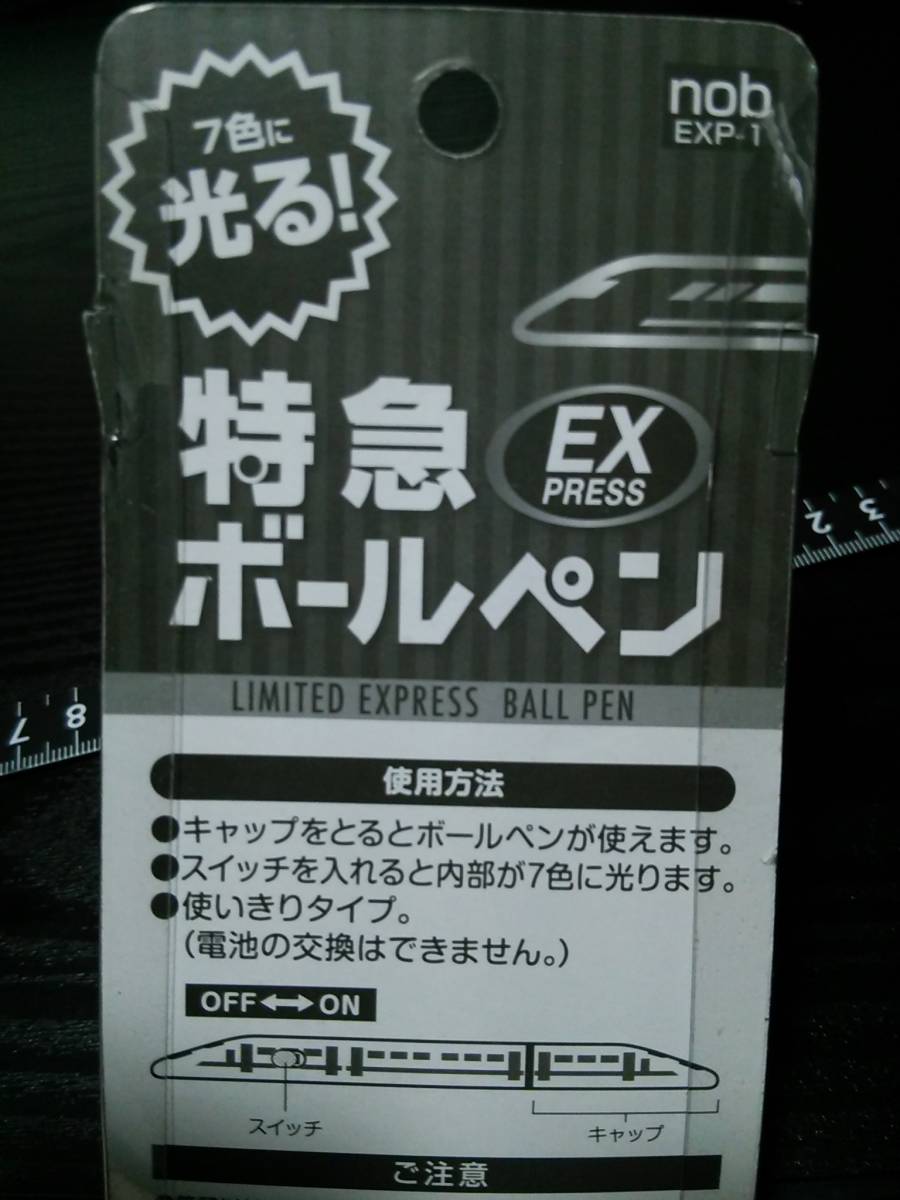 7色に
光る!
nob
EXP-1
特急
EX
PRESS
ボールペン
LIMITED EXPRESS BALL PEN
使用方法
●キャップをとるとボールペンが使えます。
●スイッチを入れると内部が7色に光ります。
●使いきりタイプ。
(電池の交換はできません。)
OFF↔ON
スイッチ
キャップ
ご注意
2 3
7 8